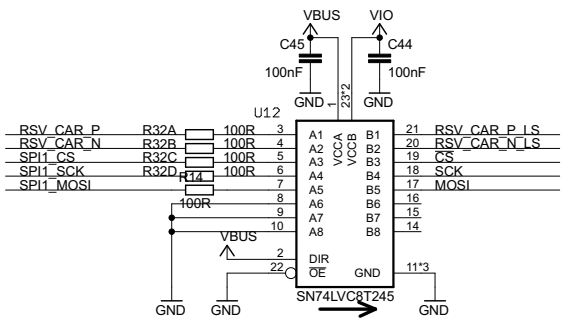 VBUS VIO
C45 C44
100nF 100nF
GND GND
1 23*2
U12
VCCA VCCB
RSV_CAR_P R32A 100R 3 A1 B1 21 RSV_CAR_P_LS
RSV_CAR_N R32B 100R 4 A2 B2 20 RSV_CAR_N_LS
SPI1_CS R32C 100R 5 A3 B3 19 CS
SPI1_SCK R32D 100R 6 A4 B4 18 SCK
SPI1_MOSI R14 100R 7 A5 B5 17 MOSI
8 A6 B6 16
9 A7 B7 15
10 A8 B8 14
VBUS 2 DIR
22 OE GND 11*3
SN74LVC8T245
GND GND GND